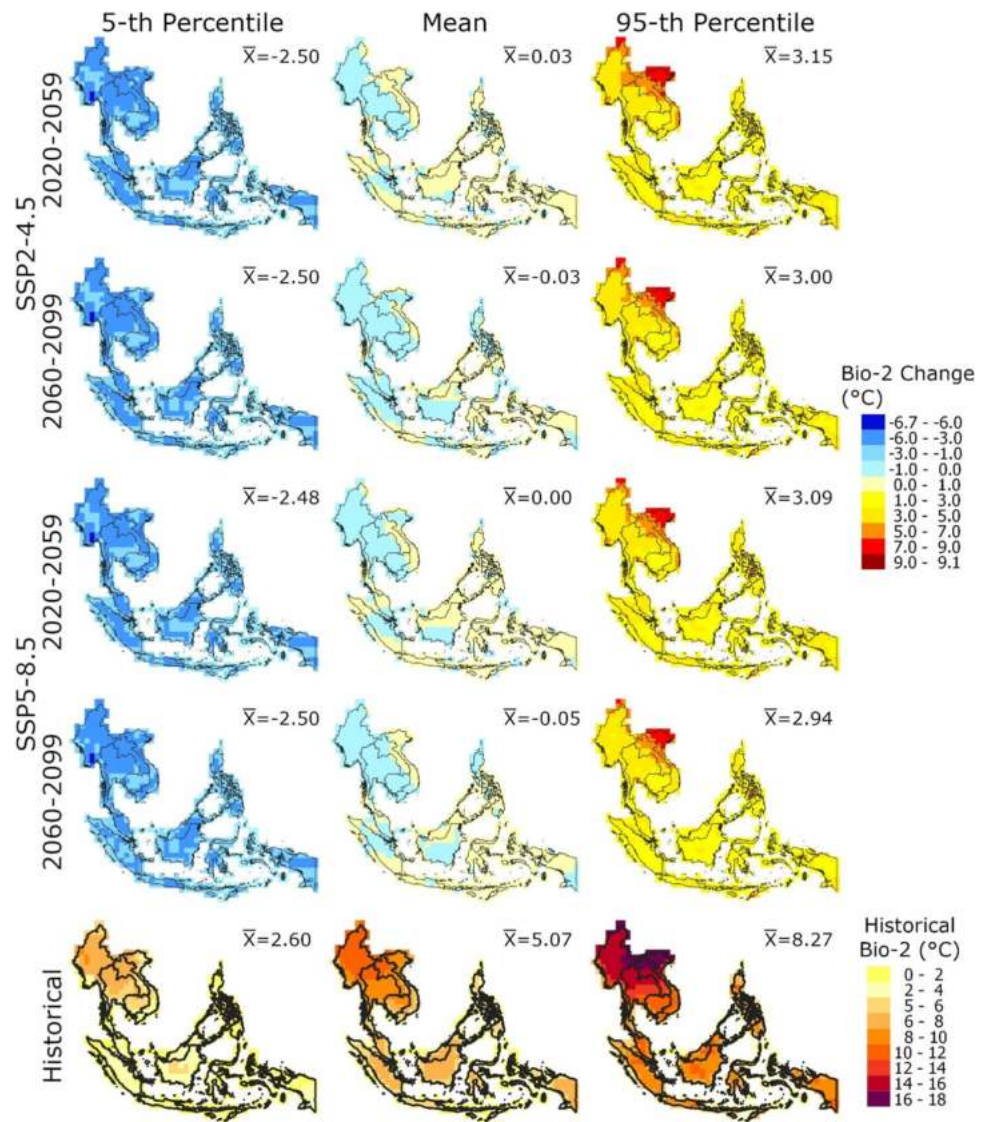 5-th Percentile Mean 95-th Percentile
SSP2-4.5
2020-2059
X̅=-2.50 X̅=0.03 X̅=3.15
2060-2099
X̅=-2.50 X̅=-0.03 X̅=3.00
SSP5-8.5
2020-2059
X̅=-2.48 X̅=0.00 X̅=3.09
2060-2099
X̅=-2.50 X̅=-0.05 X̅=2.94
Historical
X̅=2.60 X̅=5.07 X̅=8.27
Bio-2 Change
(°C)
-6.7 - -6.0
-6.0 - -3.0
-3.0 - -1.0
-1.0 - 0.0
0.0 - 1.0
1.0 - 3.0
3.0 - 5.0
5.0 - 7.0
7.0 - 9.0
9.0 - 9.1
Historical
Bio-2 (°C)
0 - 2
2 - 4
4 - 6
6 - 8
8 - 10
10 - 12
12 - 14
14 - 16
16 - 18